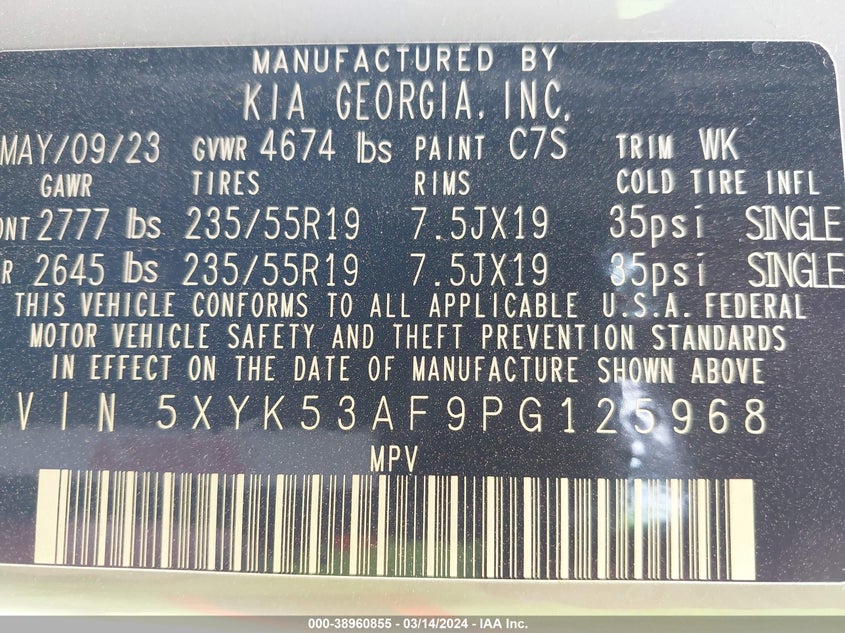 MANUFACTURED BY
KIA GEORGIA, INC.
MAY/09/23 GVWR 4674 lbs PAINT C7S TRIM WK
GAWR TIRES RIMS COLD TIRE INFL
ONT 2777 lbs 235/55R19 7.5JX19 35psi SINGLE
R 2645 lbs 235/55R19 7.5JX19 35psi SINGLE
THIS VEHICLE CONFORMS TO ALL APPLICABLE U.S.A. FEDERAL
MOTOR VEHICLE SAFETY AND THEFT PREVENTION STANDARDS
IN EFFECT ON THE DATE OF MANUFACTURE SHOWN ABOVE
VIN 5XYK53AF9PG125968
MPV
000-38960855 - 03/14/2024 - IAA Inc.